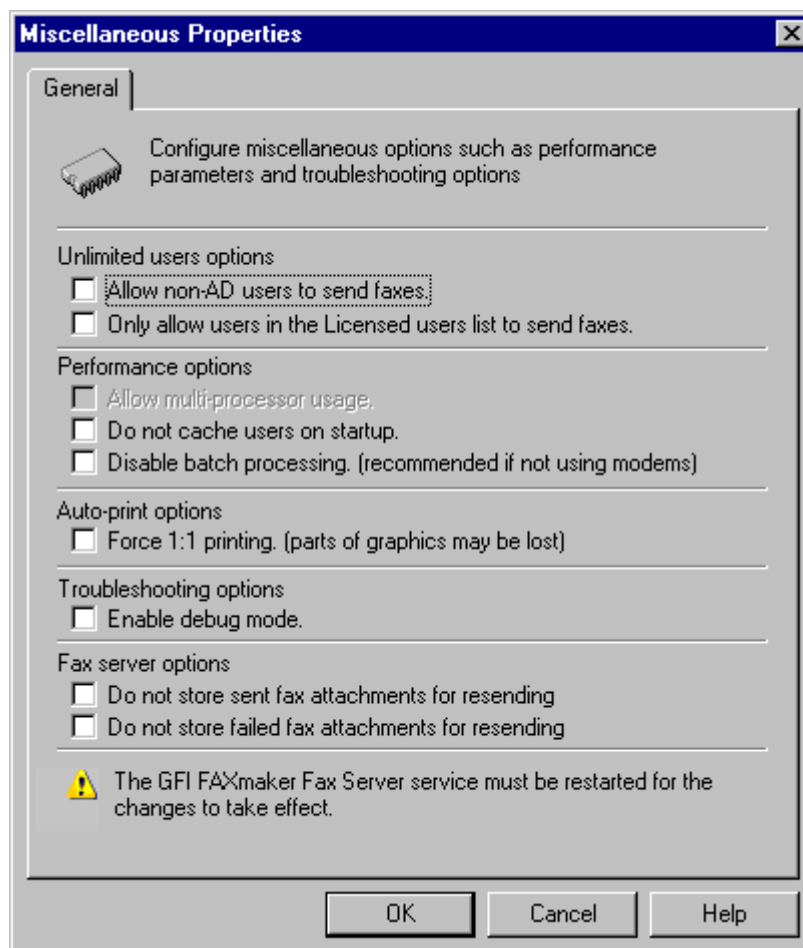 Miscellaneous Properties
General
Configure miscellaneous options such as performance
parameters and troubleshooting options
Unlimited users options
Allow non-AD users to send faxes.
Only allow users in the Licensed users list to send faxes.
Performance options
Allow multi-processor usage.
Do not cache users on startup.
Disable batch processing. (recommended if not using modems)
Auto-print options
Force 1:1 printing. (parts of graphics may be lost)
Troubleshooting options
Enable debug mode.
Fax server options
Do not store sent fax attachments for resending
Do not store failed fax attachments for resending
The GFI FAXmaker Fax Server service must be restarted for the
changes to take effect.
OK Cancel Help